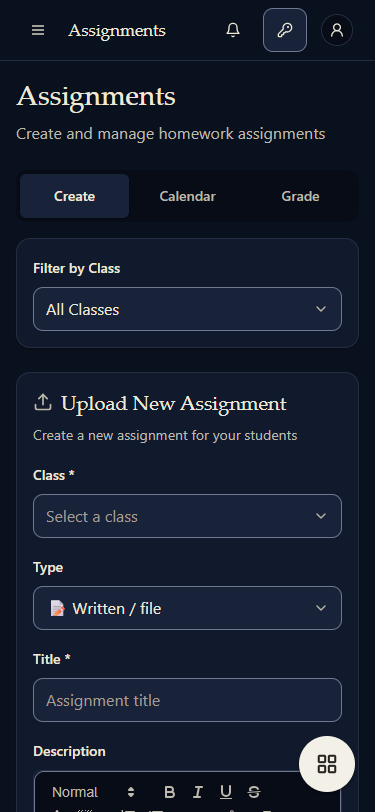 Assignments
Assignments
Create and manage homework assignments
Create
Calendar
Grade
Filter by Class
All Classes
Upload New Assignment
Create a new assignment for your students
Class *
Select a class
Type
Written / file
Title *
Assignment title
Description
Normal B I U S